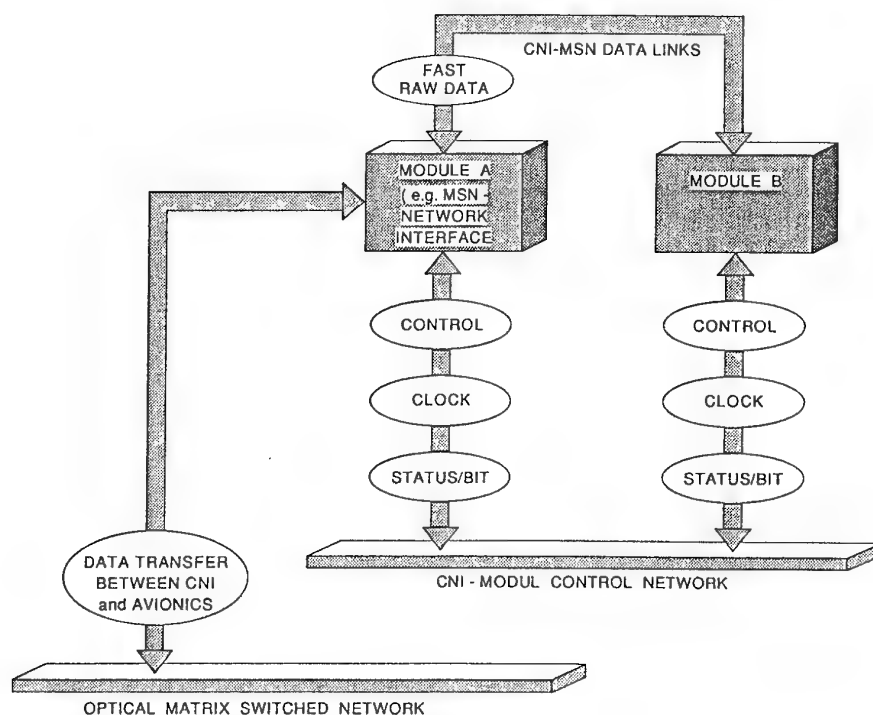 CNI-MSN DATA LINKS
FAST
RAW DATA
MODULE A
( e.g. MSN -
NETWORK
INTERFACE
MODULE B
CONTROL
CONTROL
CLOCK
CLOCK
STATUS/BIT
STATUS/BIT
DATA TRANSFER
BETWEEN CNI
and AVIONICS
CNI - MODUL CONTROL NETWORK
OPTICAL MATRIX SWITCHED NETWORK